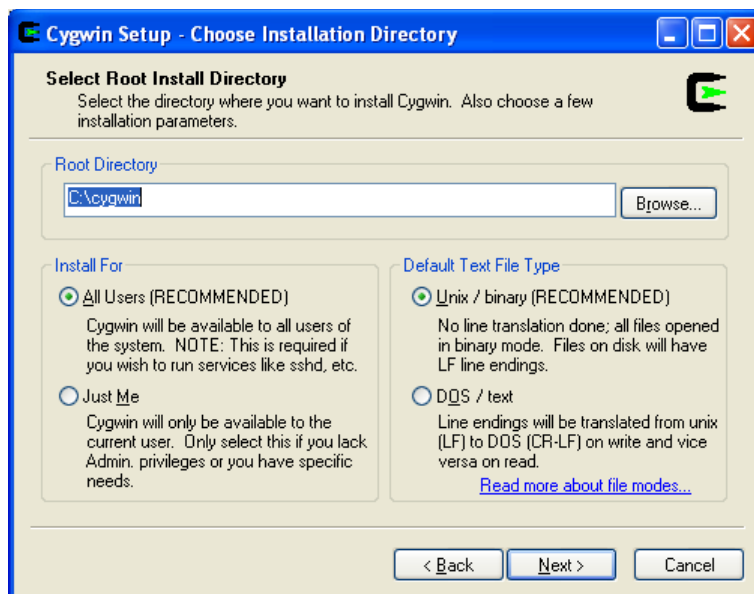 Cygwin Setup - Choose Installation Directory
Select Root Install Directory
Select the directory where you want to install Cygwin.  Also choose a few
installation parameters.
Root Directory
C:\cygwin
Browse...
Install For
All Users (RECOMMENDED)
Cygwin will be available to all users of
the system.  NOTE: This is required if
you wish to run services like sshd, etc.
Just Me
Cygwin will only be available to the
current user.  Only select this if you lack
Admin. privileges or you have specific
needs.
Default Text File Type
Unix / binary (RECOMMENDED)
No line translation done; all files opened
in binary mode.  Files on disk will have
LF line endings.
DOS / text
Line endings will be translated from unix
(LF) to DOS (CR-LF) on write and vice
versa on read.
Read more about file modes...
< Back
Next >
Cancel